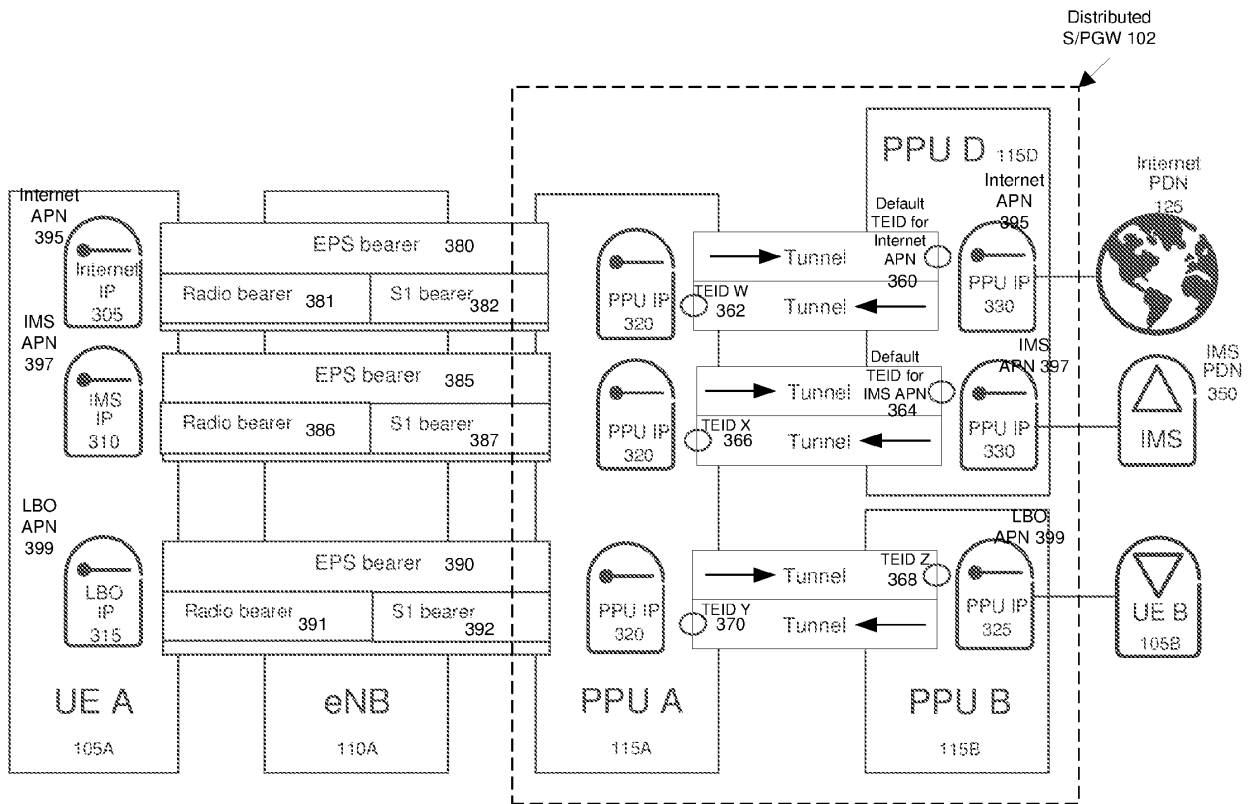 Distributed
S/PGW 102
PPU D 115D
Internet
PDN
125
Internet
APN
395
Internet
IP
305
EPS bearer 380
Radio bearer 381
S1 bearer 382
PPU IP
320
TEID W
362
Tunnel
Tunnel
Default
TEID for
Internet
APN
360
Internet
APN
395
PPU IP
330
IMS
APN
397
IMS
IP
310
EPS bearer 385
Radio bearer 386
S1 bearer 387
PPU IP
320
TEID X
366
Tunnel
Tunnel
Default
TEID for
IMS APN
364
IMS
APN 397
PPU IP
330
IMS
IMS
PDN
350
LBO
APN
399
LBO
IP
315
EPS bearer 390
Radio bearer 391
S1 bearer 392
PPU IP
320
TEID Y
370
Tunnel
Tunnel
TEID Z
368
LBO
APN 399
PPU IP
325
UE B
105B
UE A
105A
eNB
110A
PPU A
115A
PPU B
115B